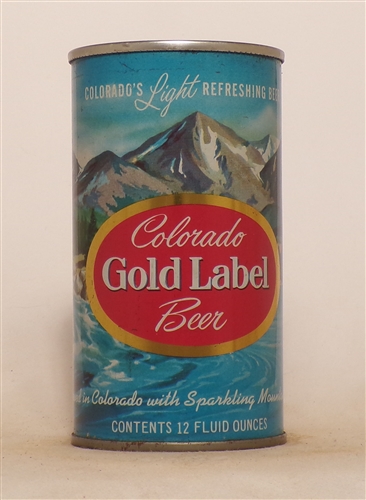 COLORADO'S Light REFRESHING
Colorado
Gold Label
Beer
in Colorado with Sparkling
CONTENTS 12 FLUID OUNCES